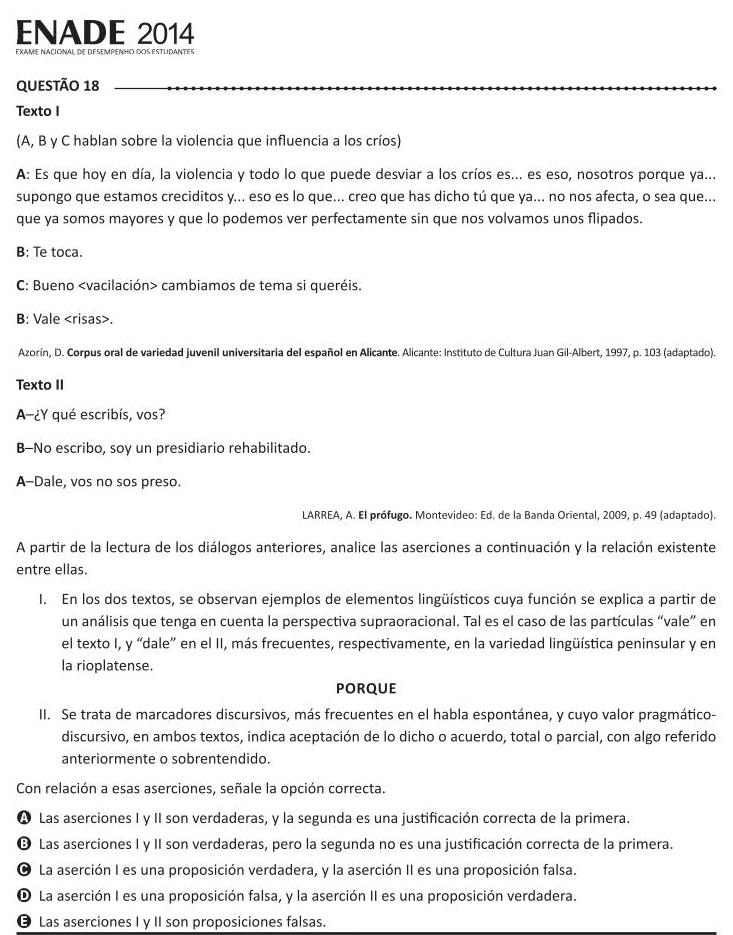 ENADE 2014
EXAME NACIONAL DE DESEMPENHO DOS ESTUDANTES
QUESTÃO 18
Texto I
(A, B y C hablan sobre la violencia que influencia a los críos)
A: Es que hoy en día, la violencia y todo lo que puede desviar a los críos es... es eso, nosotros porque ya...
supongo que estamos creciditos y... eso es lo que... creo que has dicho tú que ya... no nos afecta, o sea que...
que ya somos mayores y que lo podemos ver perfectamente sin que nos volvamos unos flipados.
B: Te toca.
C: Bueno <vacilación> cambiamos de tema si queréis.
B: Vale <risas>.
Azorín, D. Corpus oral de variedad juvenil universitaria del español en Alicante. Alicante: Instituto de Cultura Juan Gil-Albert, 1997, p. 103 (adaptado).
Texto II
A–¿Y qué escribís, vos?
B–No escribo, soy un presidiario rehabilitado.
A–Dale, vos no sos preso.
LARREA, A. El prófugo. Montevideo: Ed. de la Banda Oriental, 2009, p. 49 (adaptado).
A partir de la lectura de los diálogos anteriores, analice las aserciones a continuación y la relación existente
entre ellas.
I. En los dos textos, se observan ejemplos de elementos lingüísticos cuya función se explica a partir de
un análisis que tenga en cuenta la perspectiva supraoracional. Tal es el caso de las partículas “vale” en
el texto I, y “dale” en el II, más frecuentes, respectivamente, en la variedad lingüística peninsular y en
la rioplatense.
PORQUE
II. Se trata de marcadores discursivos, más frecuentes en el habla espontánea, y cuyo valor pragmático-
discursivo, en ambos textos, indica aceptación de lo dicho o acuerdo, total o parcial, con algo referido
anteriormente o sobrentendido.
Con relación a esas aserciones, señale la opción correcta.
A Las aserciones I y II son verdaderas, y la segunda es una justificación correcta de la primera.
B Las aserciones I y II son verdaderas, pero la segunda no es una justificación correcta de la primera.
C La aserción I es una proposición verdadera, y la aserción II es una proposición falsa.
D La aserción I es una proposición falsa, y la aserción II es una proposición verdadera.
E Las aserciones I y II son proposiciones falsas.